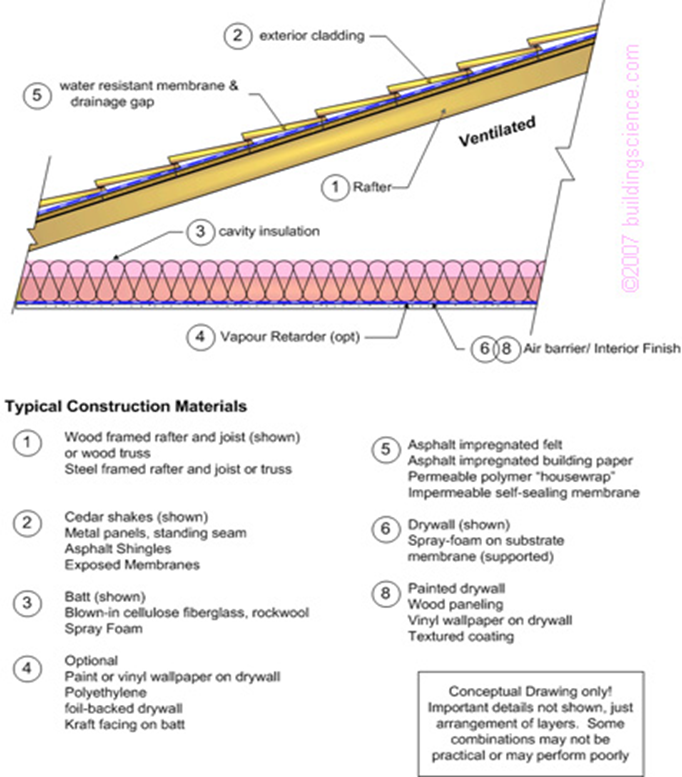 2 exterior cladding
5 water resistant membrane &
drainage gap
Ventilated
1 Rafter
3 cavity insulation
4 Vapour Retarder (opt)
6 8 Air barrier/ Interior Finish
©2007 buildingscience.com
Typical Construction Materials
1 Wood framed rafter and joist (shown)
or wood truss
Steel framed rafter and joist or truss
2 Cedar shakes (shown)
Metal panels, standing seam
Asphalt Shingles
Exposed Membranes
3 Batt (shown)
Blown-in cellulose fiberglass, rockwool
Spray Foam
4 Optional
Paint or vinyl wallpaper on drywall
Polyethylene
foil-backed drywall
Kraft facing on batt
5 Asphalt impregnated felt
Asphalt impregnated building paper
Permeable polymer “housewrap”
Impermeable self-sealing membrane
6 Drywall (shown)
Spray-foam on substrate
membrane (supported)
8 Painted drywall
Wood paneling
Vinyl wallpaper on drywall
Textured coating
Conceptual Drawing only!
Important details not shown, just
arrangement of layers. Some
combinations may not be
practical or may perform poorly